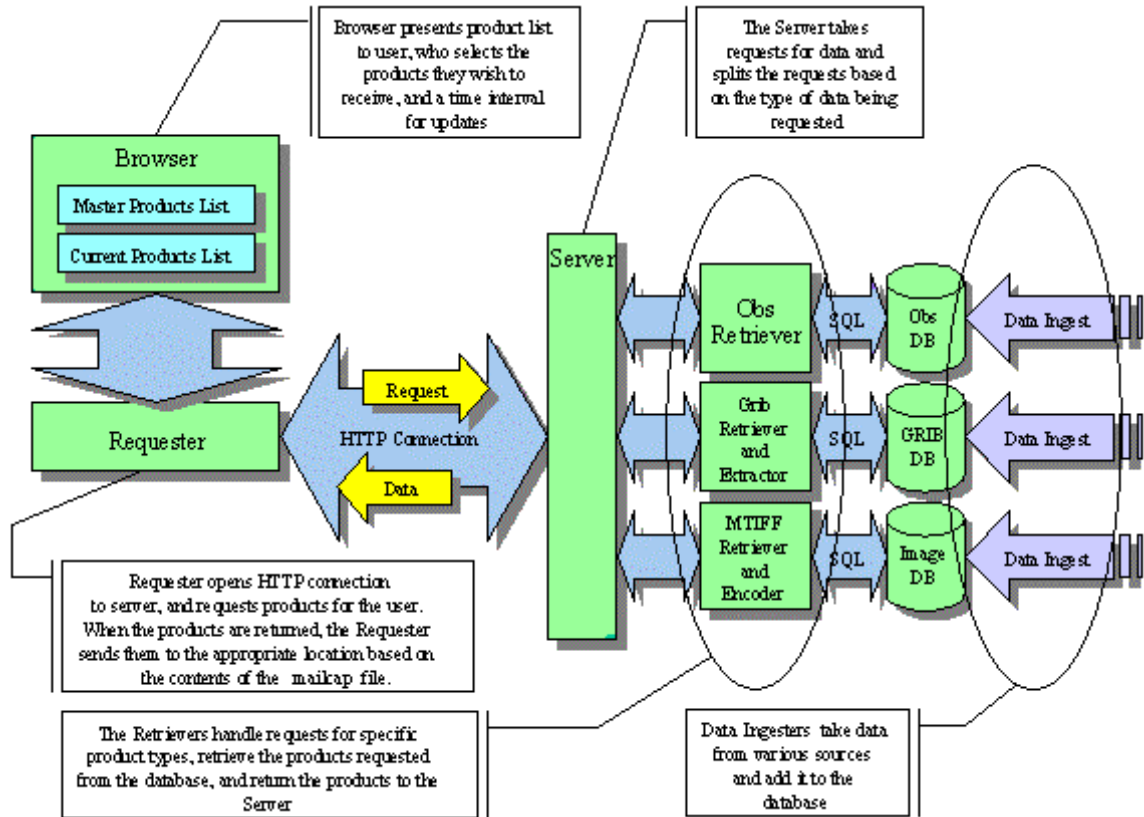 Browser presents product list
to user, who selects the
products they wish to
receive, and a time interval
for updates
The Server takes
requests for data and
splits the requests based
on the type of data being
requested
Browser
Master Products List
Current Products List
Requester
Request
HTTP Connection
Data
Server
Obs
Retriever
SQL
Obs
DB
Data Ingest
Grib
Retriever
and
Extractor
SQL
GRIB
DB
Data Ingest
MTIFF
Retriever
and
Encoder
SQL
Image
DB
Data Ingest
Requester opens HTTP connection
to server, and requests products for the user.
When the products are returned, the Requester
sends them to the appropriate location based on
the contents of the mailcap file.
The Retrievers handle requests for specific
product types, retrieve the products requested
from the database, and return the products to the
Server
Data Ingesters take data
from various sources
and add it to the
database